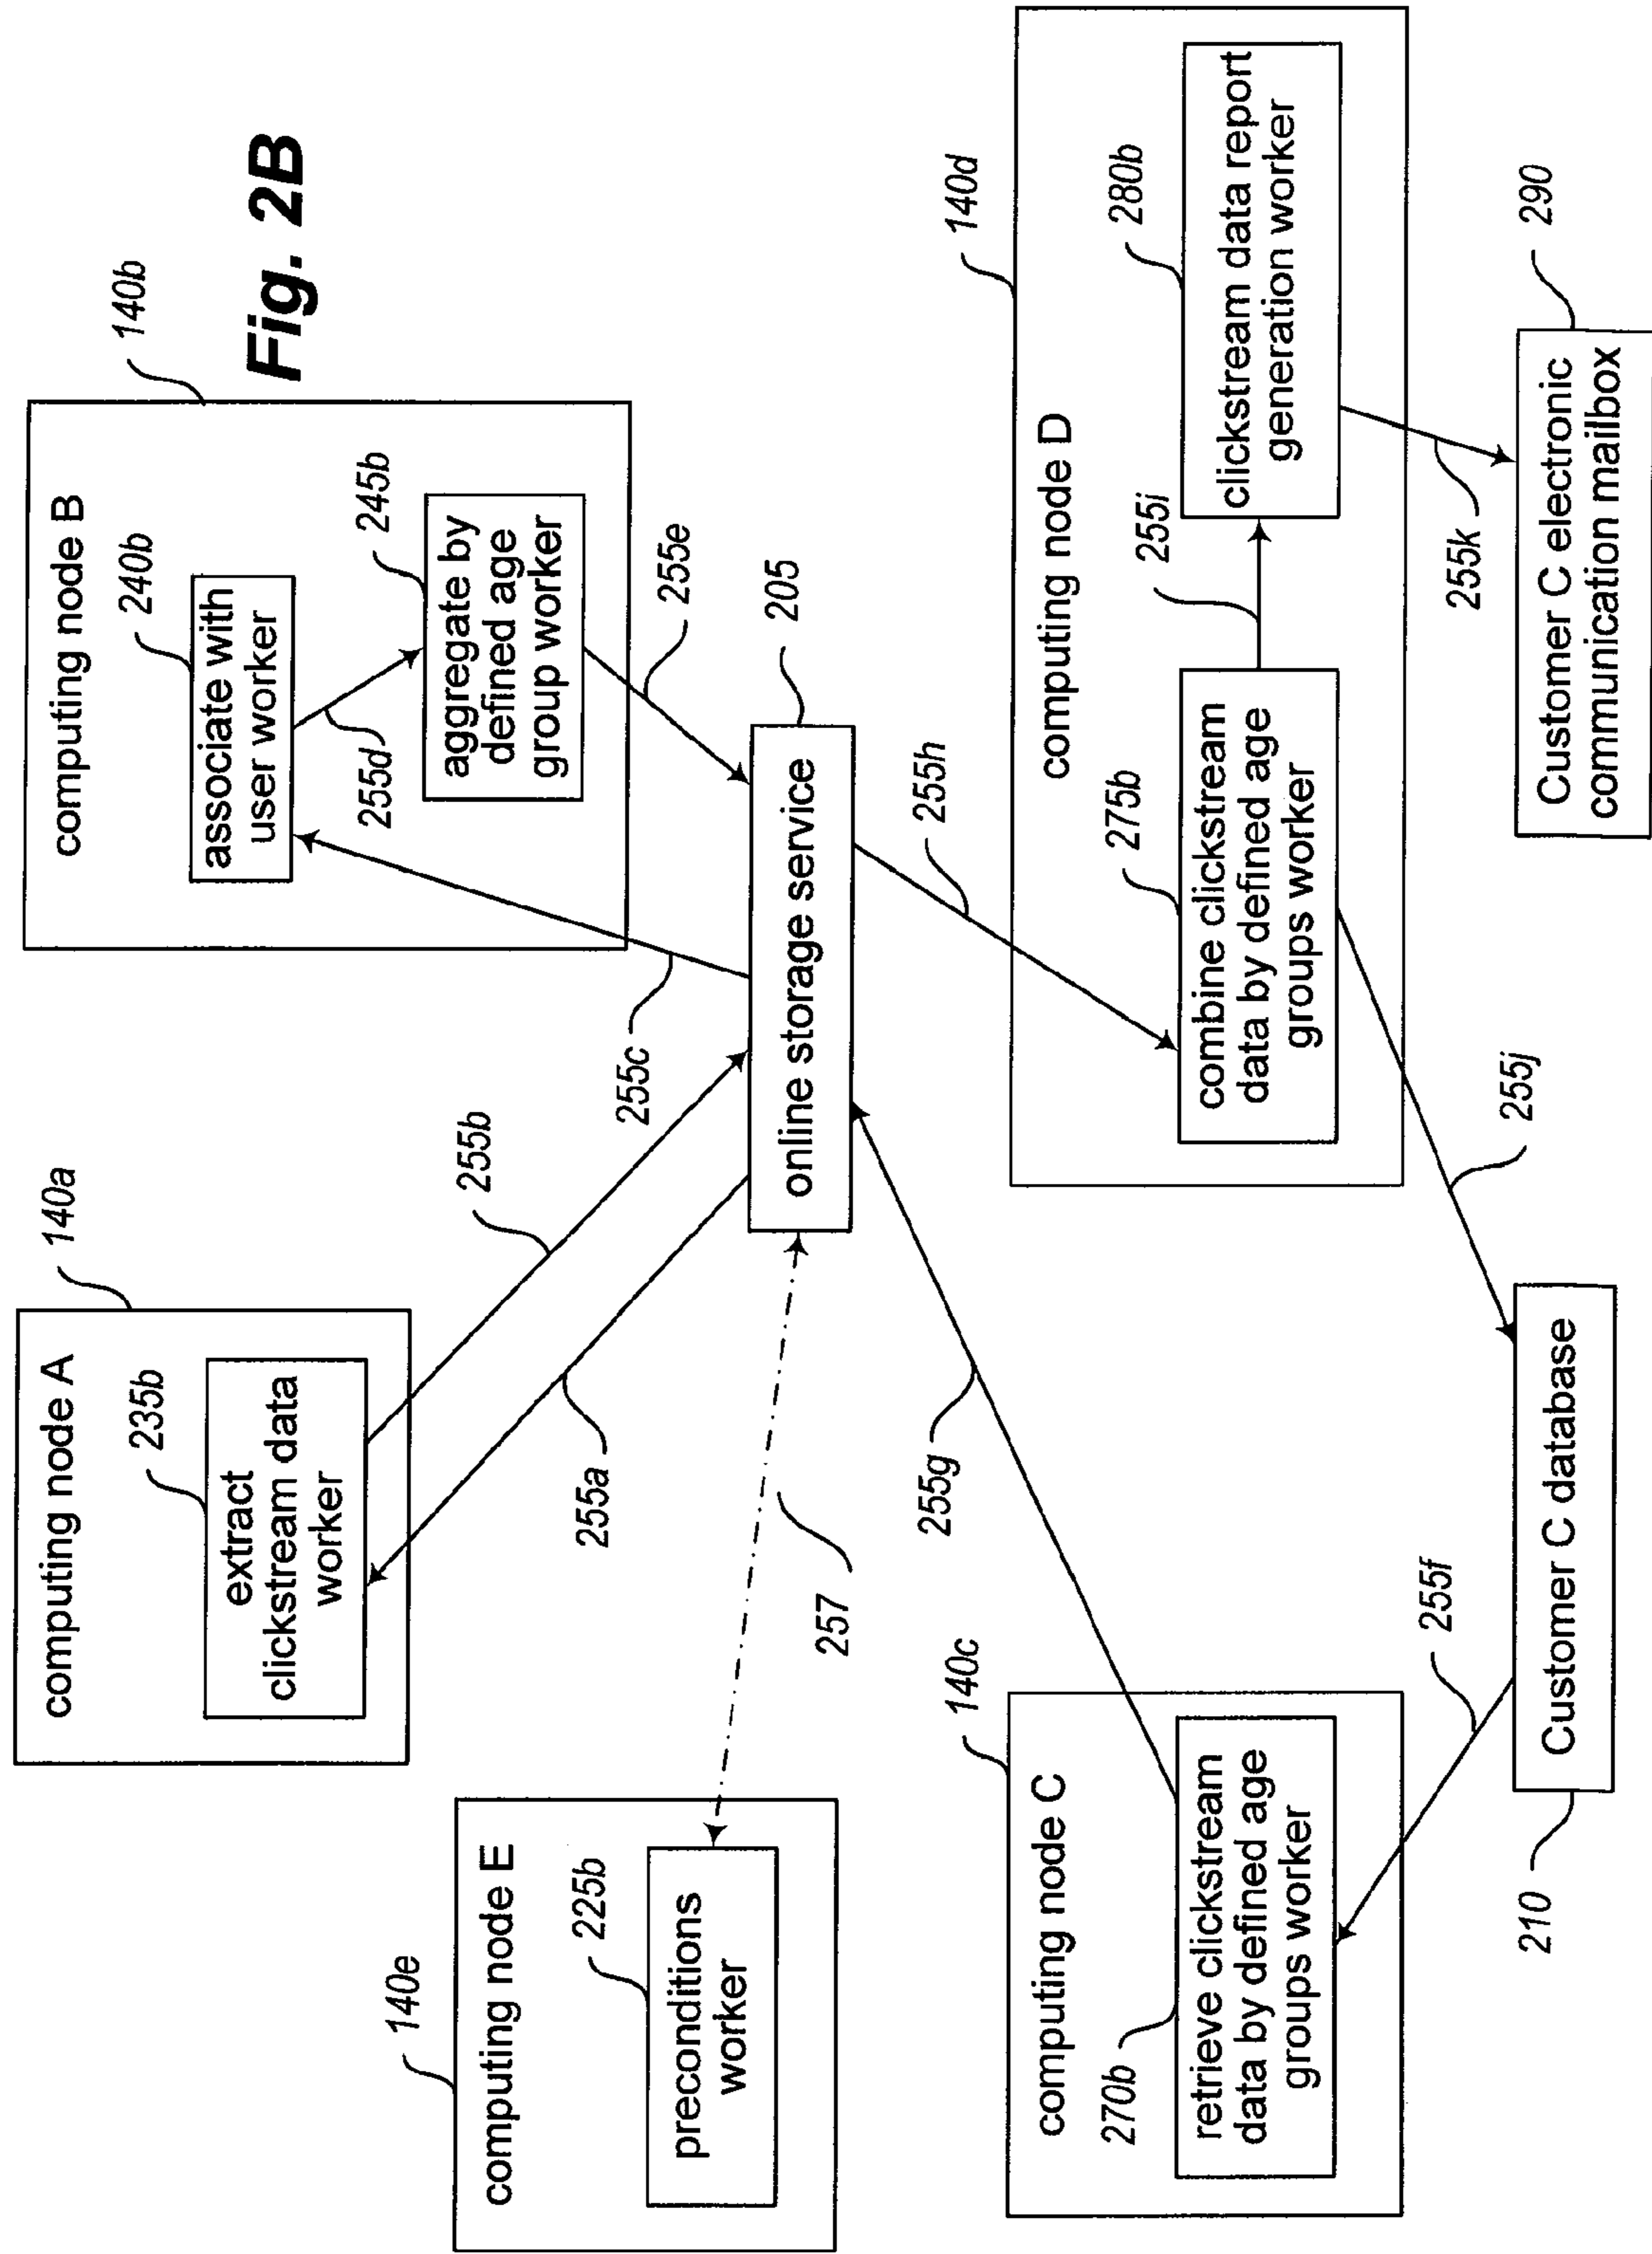 Fig. 2B
140a
computing node A
235b
extract
clickstream data
worker
140b
computing node B
240b
associate with
user worker
255d
245b
aggregate by
defined age
group worker
255e
140e
computing node E
225b
preconditions
worker
255b
255a
255c
257
205
online storage service
255g
255h
140c
computing node C
270b
retrieve clickstream
data by defined age
groups worker
140d
computing node D
275b
combine clickstream
data by defined age
groups worker
255i
280b
clickstream data report
generation worker
255f
255j
255k
210
Customer C database
290
Customer C electronic
communication mailbox